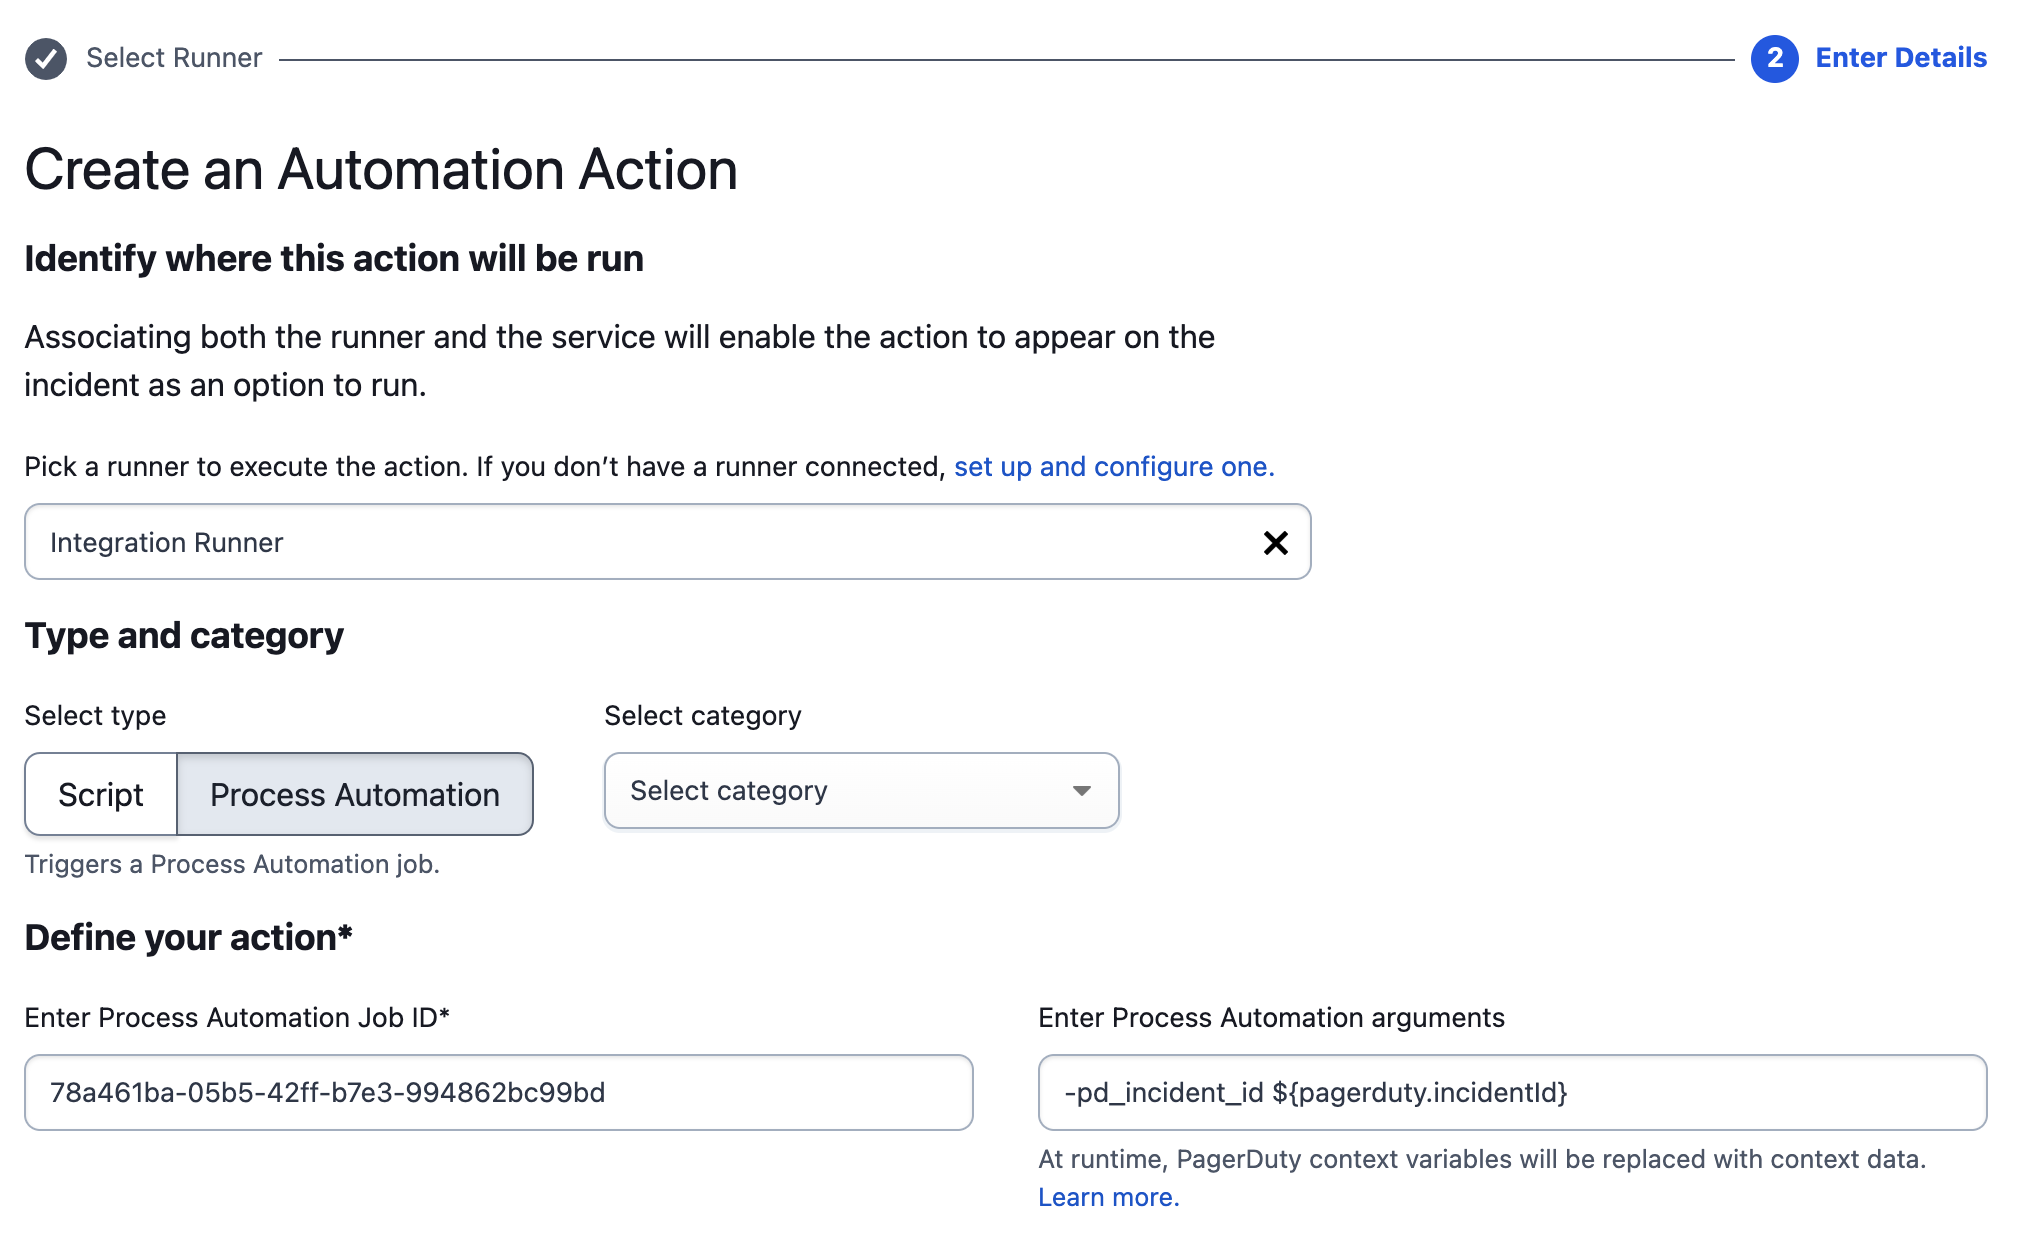 Select Runner
2 Enter Details
Create an Automation Action
Identify where this action will be run
Associating both the runner and the service will enable the action to appear on the
incident as an option to run.
Pick a runner to execute the action. If you don’t have a runner connected, set up and configure one.
Integration Runner
Type and category
Select type
Script
Process Automation
Triggers a Process Automation job.
Select category
Select category
Define your action*
Enter Process Automation Job ID*
78a461ba-05b5-42ff-b7e3-994862bc99bd
Enter Process Automation arguments
-pd_incident_id ${pagerduty.incidentId}
At runtime, PagerDuty context variables will be replaced with context data.
Learn more.